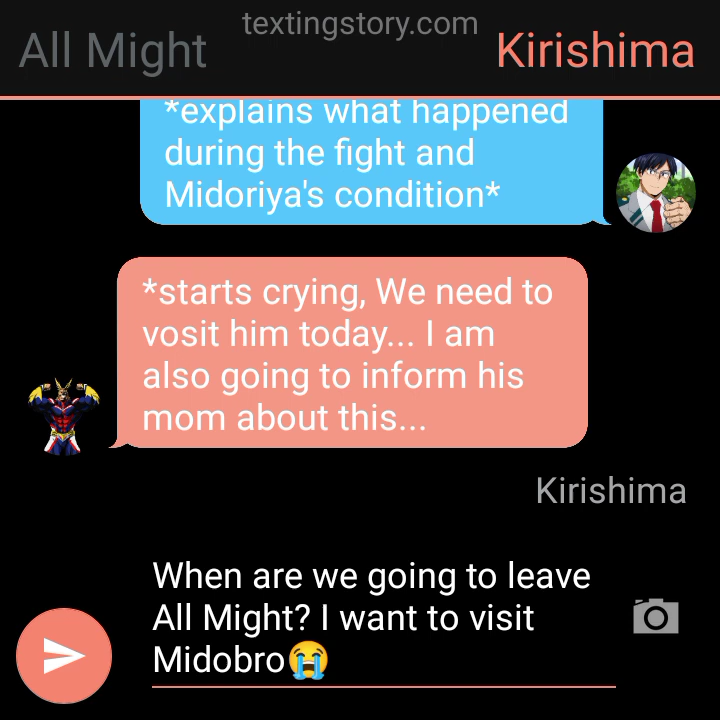 textingstory.com
All Might
Kirishima
*explains what happened
during the fight and
Midoriya's condition*
*starts crying, We need to
vosit him today... I am
also going to inform his
mom about this...
Kirishima
When are we going to leave
All Might? I want to visit
Midobro😭